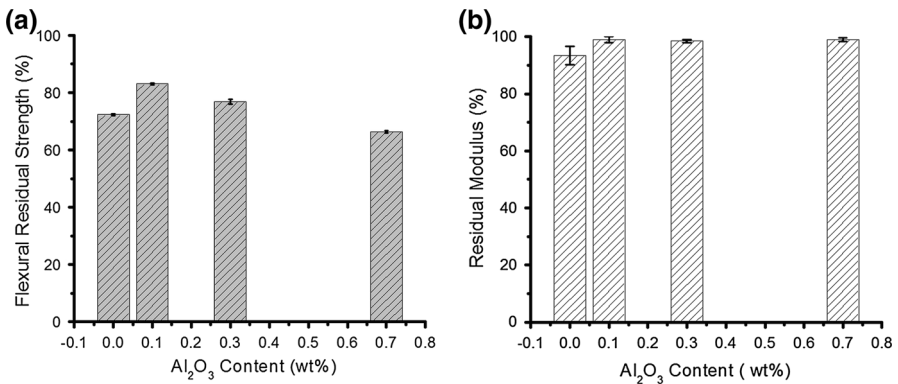 (a)
Flexural Residual Strength (%)
100
80
60
40
20
0
-0.1 0.0 0.1 0.2 0.3 0.4 0.5 0.6 0.7 0.8
Al₂O₃ Content (wt%)
(b)
Residual Modulus (%)
100
80
60
40
20
0
-0.1 0.0 0.1 0.2 0.3 0.4 0.5 0.6 0.7 0.8
Al₂O₃ Content ( wt%)